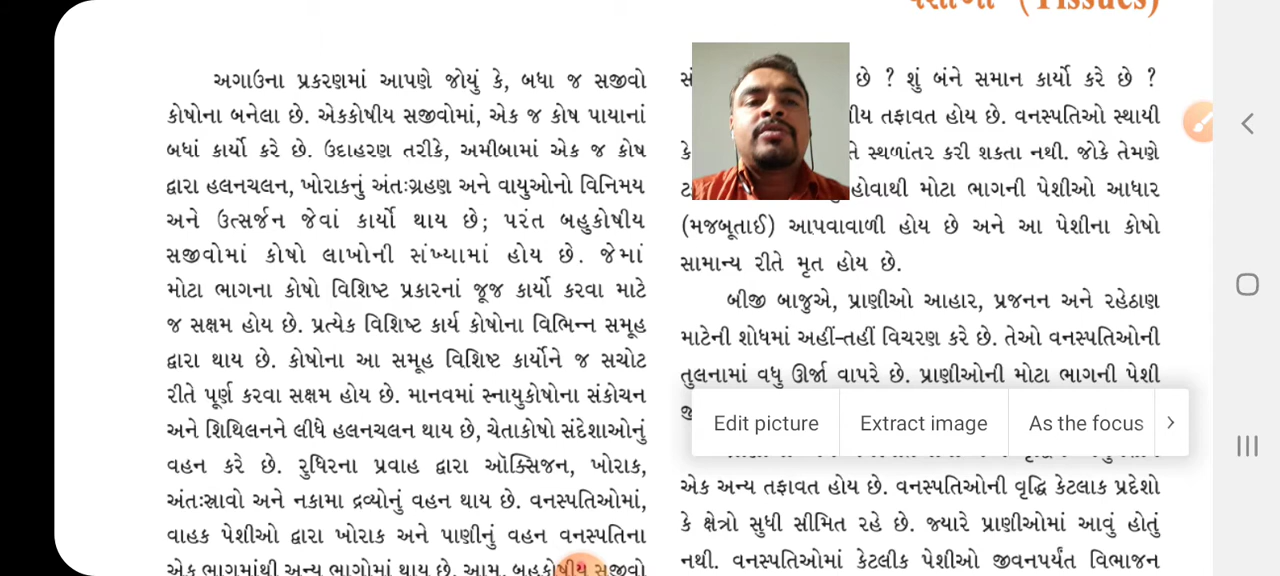 (Tissues)
અગાઉના પ્રકરણમાં આપણે જોયું કે, બધા જ સજીવો
કોષોના બનેલા છે. એકકોષીય સજીવોમાં, એક જ કોષ પાયાનાં
બધાં કાર્યો કરે છે. ઉદાહરણ તરીકે, અમીબામાં એક જ કોષ
દ્વારા હલનચલન, ખોરાકનું અંતઃગ્રહણ અને વાયુઓનો વિનિમય
અને ઉત્સર્જન જેવાં કાર્યો થાય છે; પરંત બહુકોષીય
સજીવોમાં કોષો લાખોની સંખ્યામાં હોય છે. જેમાં
મોટા ભાગના કોષો વિશિષ્ટ પ્રકારનાં જૂજ કાર્યો કરવા માટે
જ સક્ષમ હોય છે. પ્રત્યેક વિશિષ્ટ કાર્ય કોષોના વિભિન્ન સમૂહ
દ્વારા થાય છે. કોષોના આ સમૂહ વિશિષ્ટ કાર્યોને જ સચોટ
રીતે પૂર્ણ કરવા સક્ષમ હોય છે. માનવમાં સ્નાયુકોષોના સંકોચન
અને શિથિલનને લીધે હલનચલન થાય છે, ચેતાકોષો સંદેશાઓનું
વહન કરે છે. રુધિરના પ્રવાહ દ્વારા ઑક્સિજન, ખોરાક,
અંતઃસ્રાવો અને નકામા દ્રવ્યોનું વહન થાય છે. વનસ્પતિઓમાં,
વાહક પેશીઓ દ્વારા ખોરાક અને પાણીનું વહન વનસ્પતિના
એક ભાગમાંથી અન્ય ભાગોમાં થાય છે. આમ, બહુકોષીય સજીવો
છે ? શું બંને સમાન કાર્યો કરે છે ?
તફાવત હોય છે. વનસ્પતિઓ સ્થાયી
સ્થળાંતર કરી શકતા નથી. જોકે તેમણે
હોવાથી મોટા ભાગની પેશીઓ આધાર
(મજબૂતાઈ) આપવાવાળી હોય છે અને આ પેશીના કોષો
સામાન્ય રીતે મૃત હોય છે.
બીજી બાજુએ, પ્રાણીઓ આહાર, પ્રજનન અને રહેઠાણ
માટેની શોધમાં અહીં-તહીં વિચરણ કરે છે. તેઓ વનસ્પતિઓની
તુલનામાં વધુ ઊર્જા વાપરે છે. પ્રાણીઓની મોટા ભાગની પેશી
Edit picture Extract image As the focus
એક અન્ય તફાવત હોય છે. વનસ્પતિઓની વૃદ્ધિ કેટલાક પ્રદેશો
કે ક્ષેત્રો સુધી સીમિત રહે છે. જ્યારે પ્રાણીઓમાં આવું હોતું
નથી. વનસ્પતિઓમાં કેટલીક પેશીઓ જીવનપર્યંત વિભાજન